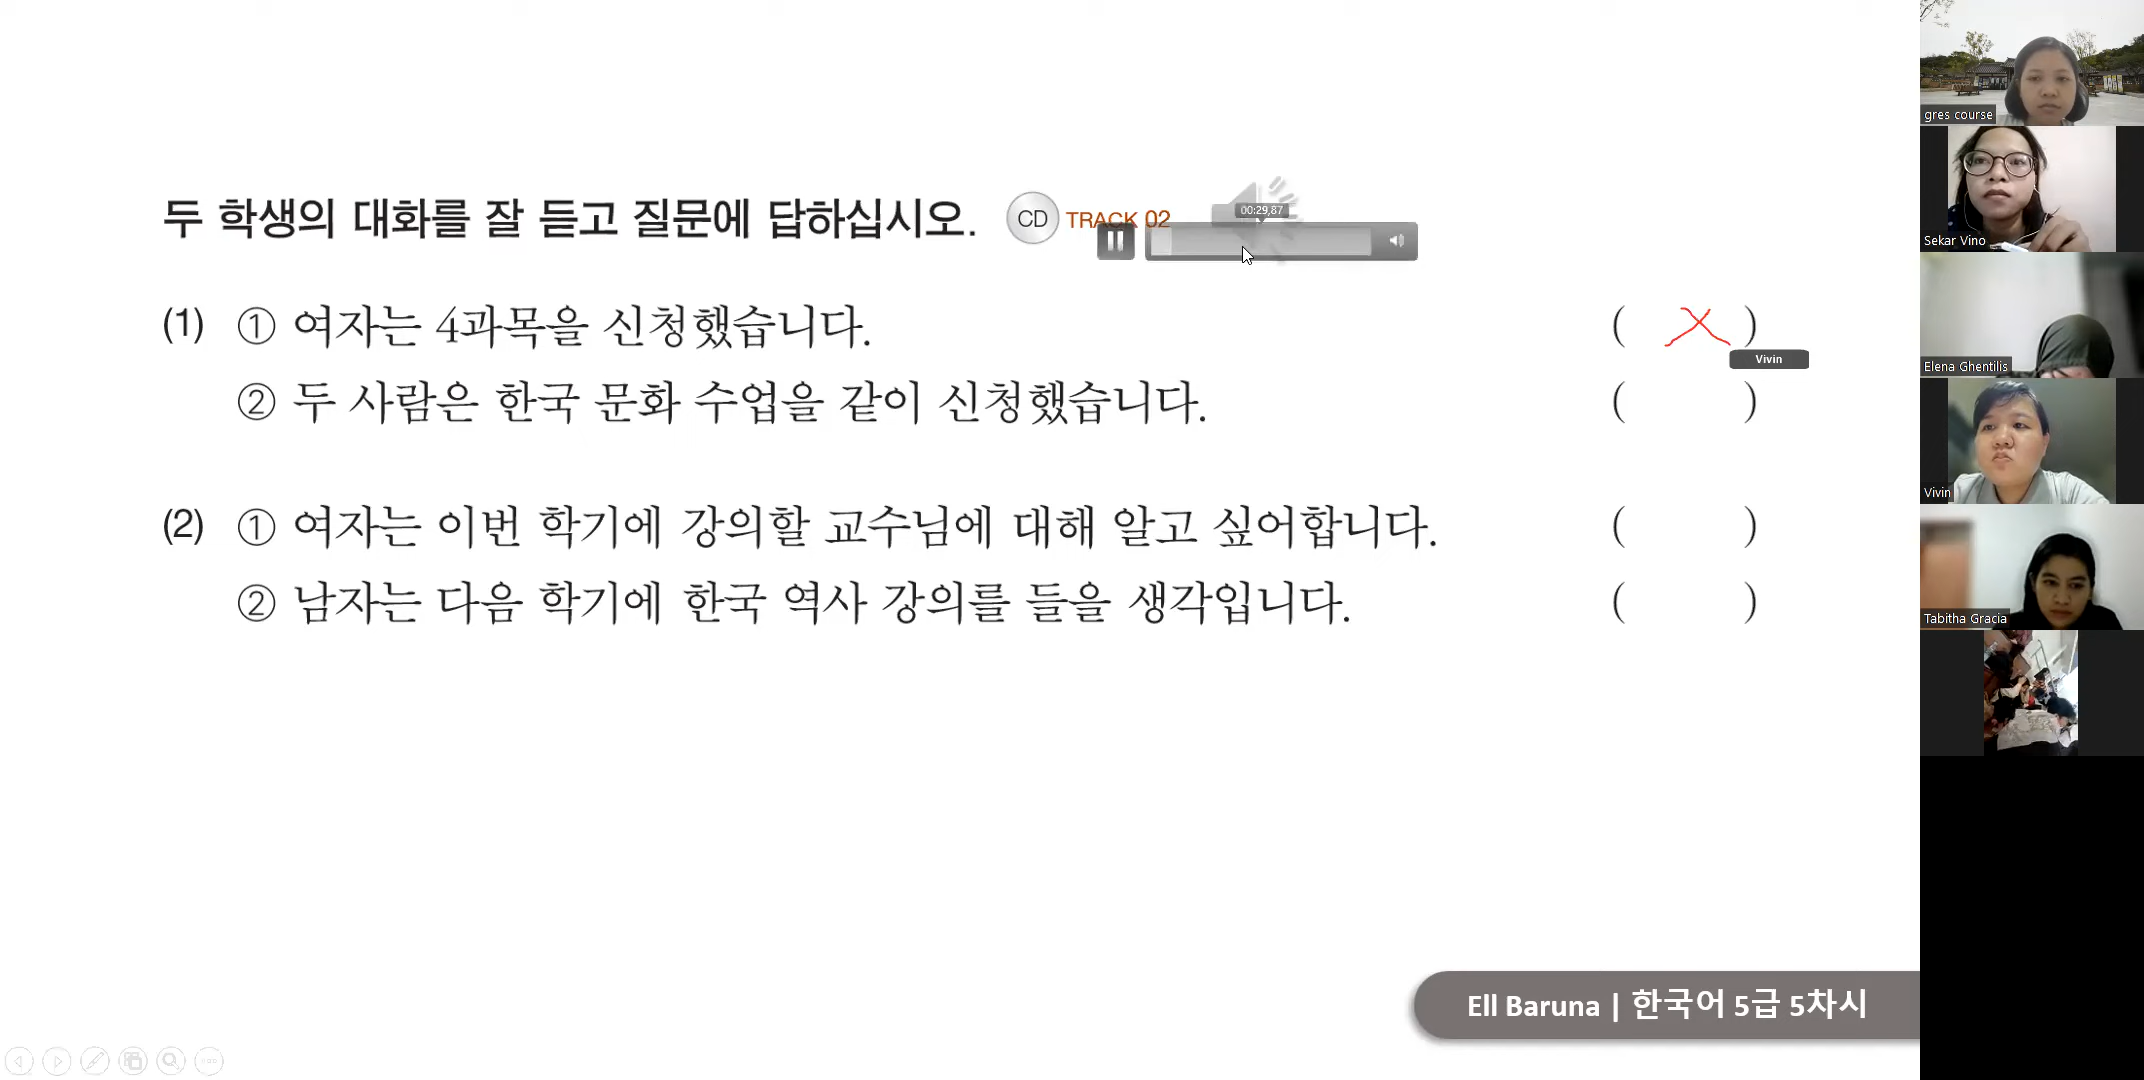 두 학생의 대화를 잘 듣고 질문에 답하십시오. CD TRACK 02
00:29,87
(1) ① 여자는 4과목을 신청했습니다. ( X )
Vivin
② 두 사람은 한국 문화 수업을 같이 신청했습니다. ( )
(2) ① 여자는 이번 학기에 강의할 교수님에 대해 알고 싶어합니다. ( )
② 남자는 다음 학기에 한국 역사 강의를 들을 생각입니다. ( )
Ell Baruna | 한국어 5급 5차시
gres course
Sekar Vino
Elena Ghentilis
Vivin
Tabitha Gracia